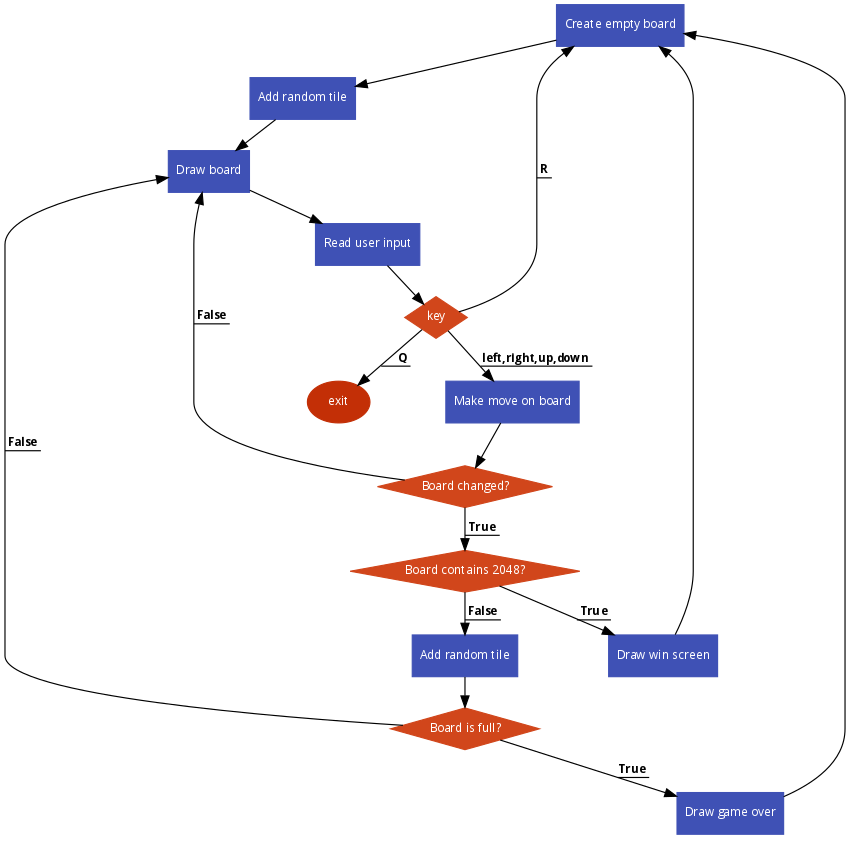 Create empty board
Add random tile
Draw board
R
Read user input
False
key
Q
left,right,up,down
exit
Make move on board
False
Board changed?
True
Board contains 2048?
False
True
Add random tile
Draw win screen
Board is full?
True
Draw game over